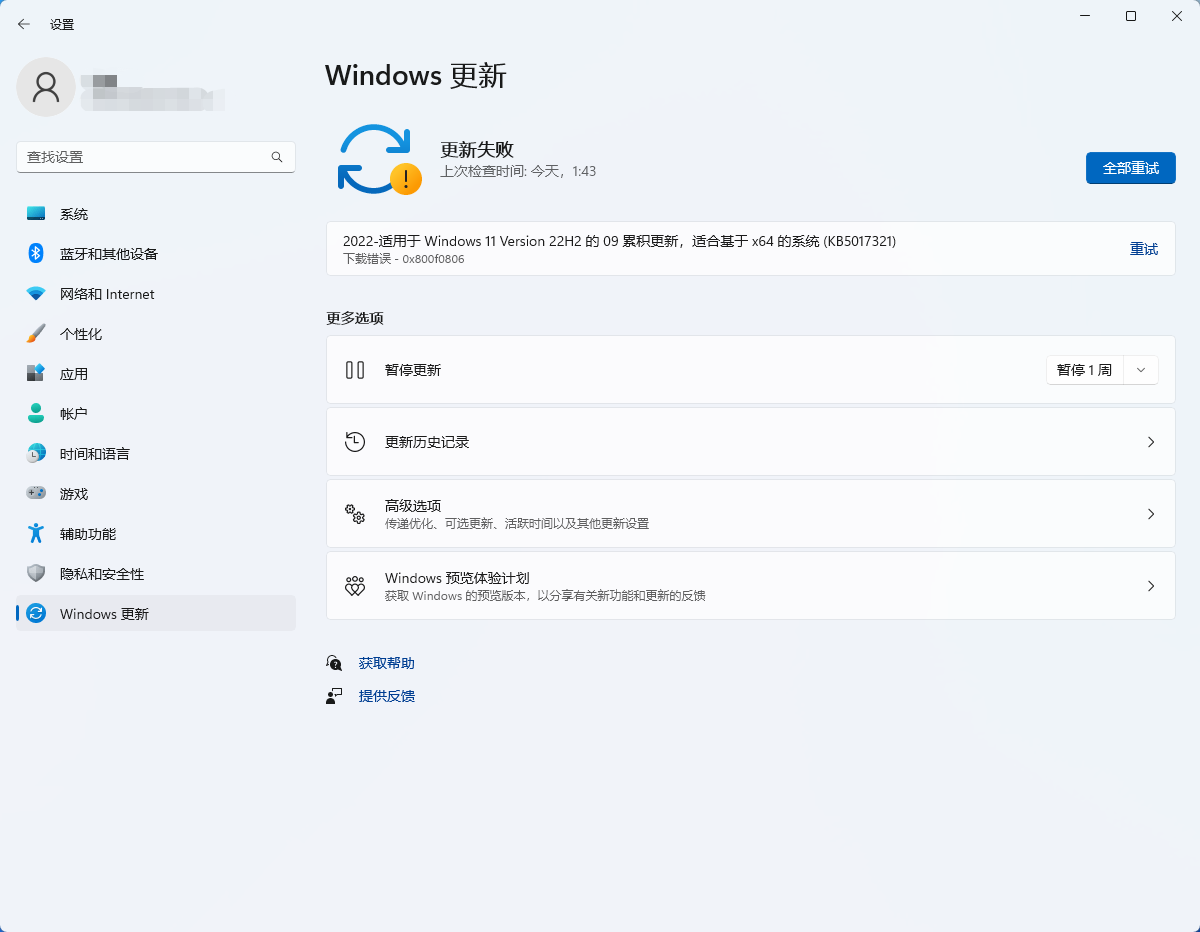 设置
Windows 更新
查找设置
更新失败
上次检查时间: 今天，1:43
全部重试
2022-适用于 Windows 11 Version 22H2 的 09 累积更新，适合基于 x64 的系统 (KB5017321)
下载错误 - 0x800f0806
重试
系统
蓝牙和其他设备
网络和 Internet
个性化
应用
帐户
时间和语言
游戏
辅助功能
隐私和安全性
Windows 更新
更多选项
暂停更新
暂停 1 周
更新历史记录
高级选项
传递优化、可选更新、活跃时间以及其他更新设置
Windows 预览体验计划
获取 Windows 的预览版本，以分享有关新功能和更新的反馈
获取帮助
提供反馈